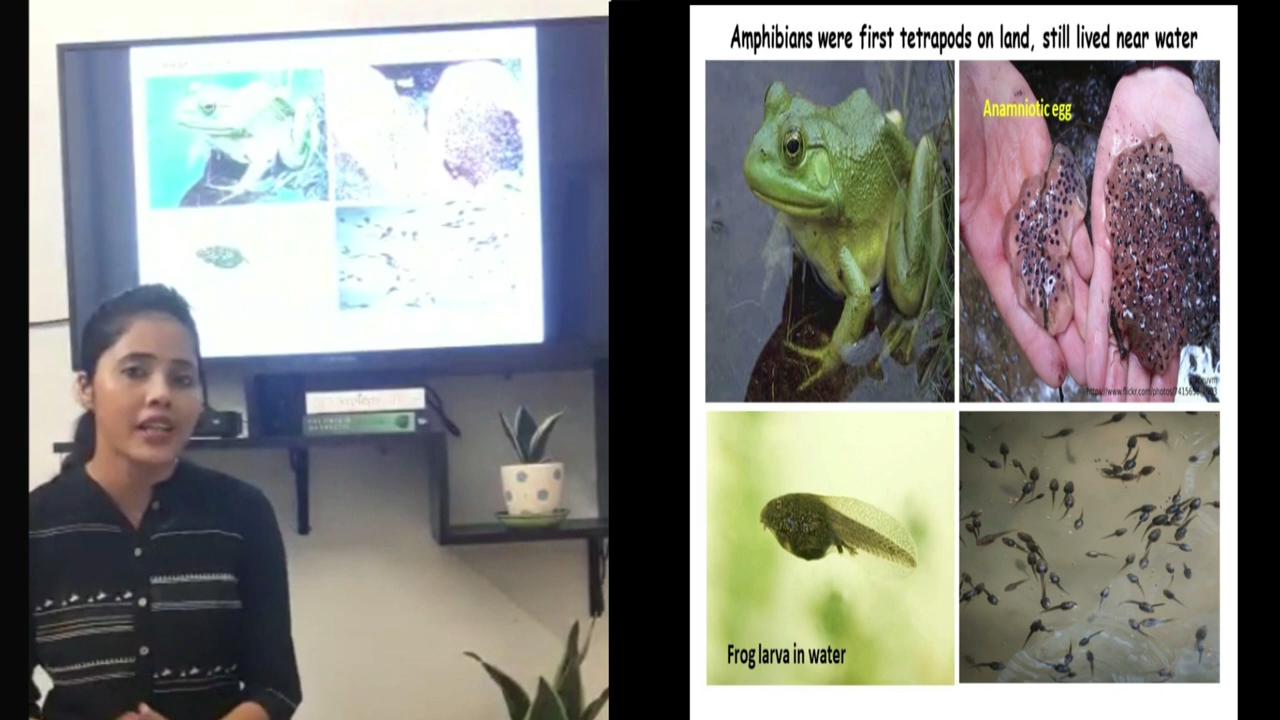 Amphibians were first tetrapods on land, still lived near water
Anamniotic egg
Frog larva in water